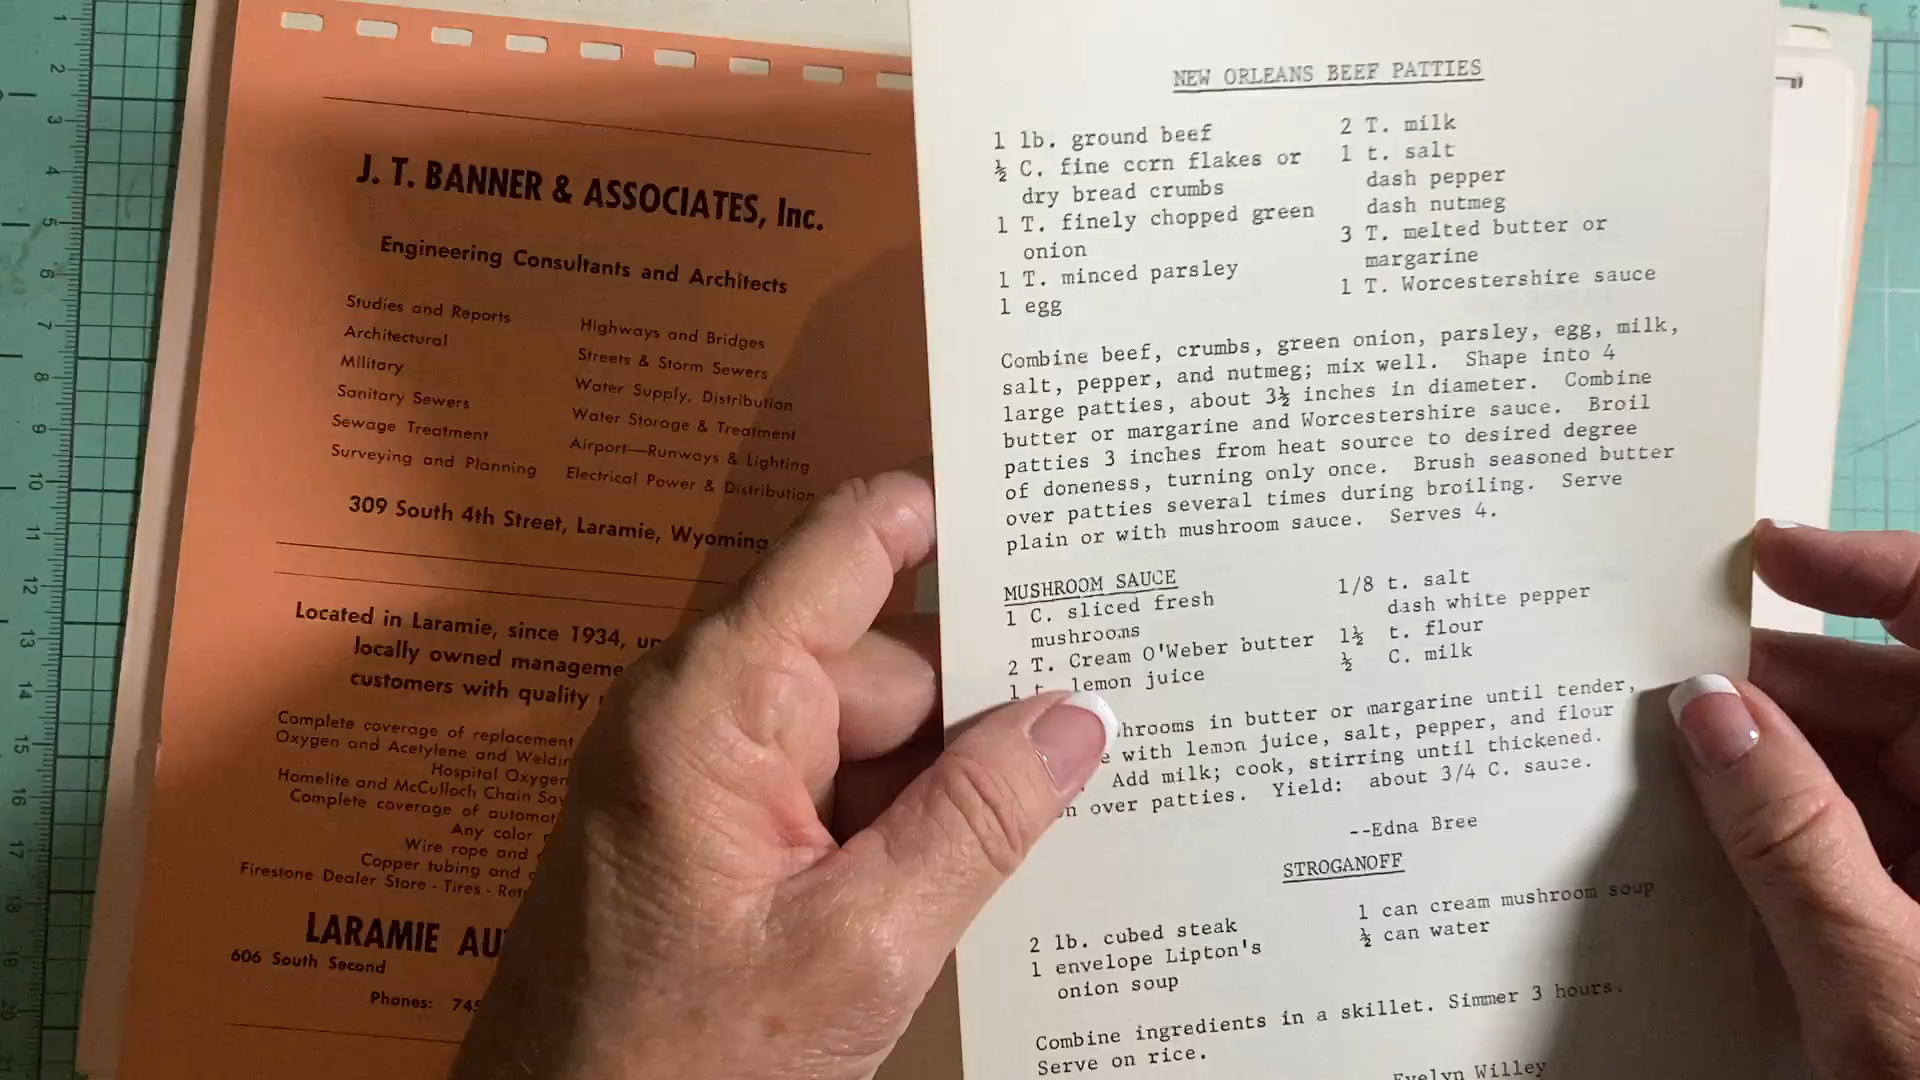 J. T. BANNER & ASSOCIATES, Inc.
Engineering Consultants and Architects
Studies and Reports
Architectural
Military
Sanitary Sewers
Sewage Treatment
Surveying and Planning
Highways and Bridges
Streets & Storm Sewers
Water Supply, Distribution
Water Storage & Treatment
Airport—Runways & Lighting
Electrical Power & Distribution
309 South 4th Street, Laramie, Wyoming
Located in Laramie, since 1934,
locally owned
customers with quality
Complete coverage of replacement
Oxygen and Acetylene and
Hospital Oxygen
Homelite and McCulloch Chain
Complete coverage of
Any color
Wire rope and
Copper tubing and
Firestone Dealer Store - Tires -
LARAMIE
606 South Second
Phones:
NEW ORLEANS BEEF PATTIES
1 lb. ground beef
½ C. fine corn flakes or
dry bread crumbs
1 T. finely chopped green
onion
1 T. minced parsley
1 egg
2 T. milk
1 t. salt
dash pepper
dash nutmeg
3 T. melted butter or
margarine
1 T. Worcestershire sauce
Combine beef, crumbs, green onion, parsley, egg, milk,
salt, pepper, and nutmeg; mix well. Shape into 4
large patties, about 3½ inches in diameter. Combine
butter or margarine and Worcestershire sauce. Broil
patties 3 inches from heat source to desired degree
of doneness, turning only once. Brush seasoned butter
over patties several times during broiling. Serve
plain or with mushroom sauce. Serves 4.
MUSHROOM SAUCE
1 C. sliced fresh
mushrooms
2 T. Cream O'Weber butter
1 t. lemon juice
1/8 t. salt
dash white pepper
1½ t. flour
½ C. milk
in butter or margarine until tender,
with lemon juice, salt, pepper, and flour
Add milk; cook, stirring until thickened.
over patties. Yield: about 3/4 C. sauce.
--Edna Bree
STROGANOFF
2 lb. cubed steak
1 envelope Lipton's
onion soup
1 can cream mushroom soup
½ can water
Combine ingredients in a skillet. Simmer 3 hours.
Serve on rice.
Evelyn Willey